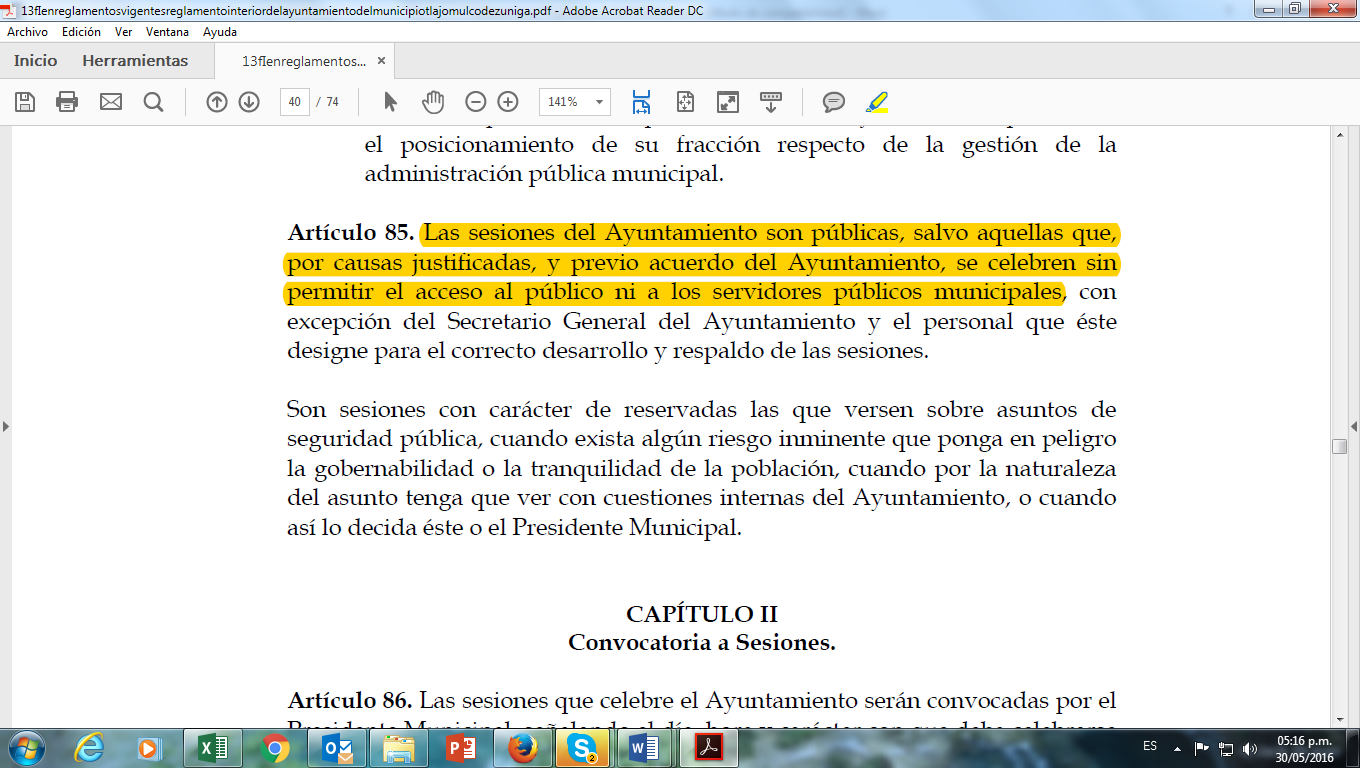 13fIenreglamentosvigentesreglamentointeriordelayuntamientodelmunicipiotlajomulcodezuniga.pdf - Adobe Acrobat Reader DC
Archivo Edición Ver Ventana Ayuda
Inicio Herramientas 13fIenreglamentos... ×
40 / 74 141%
el posicionamiento de su fracción respecto de la gestión de la
administración pública municipal.
Artículo 85. Las sesiones del Ayuntamiento son públicas, salvo aquellas que,
por causas justificadas, y previo acuerdo del Ayuntamiento, se celebren sin
permitir el acceso al público ni a los servidores públicos municipales, con
excepción del Secretario General del Ayuntamiento y el personal que éste
designe para el correcto desarrollo y respaldo de las sesiones.
Son sesiones con carácter de reservadas las que versen sobre asuntos de
seguridad pública, cuando exista algún riesgo inminente que ponga en peligro
la gobernabilidad o la tranquilidad de la población, cuando por la naturaleza
del asunto tenga que ver con cuestiones internas del Ayuntamiento, o cuando
así lo decida éste o el Presidente Municipal.
CAPÍTULO II
Convocatoria a Sesiones.
Artículo 86. Las sesiones que celebre el Ayuntamiento serán convocadas por el
ES 05:16 p.m.
30/05/2016